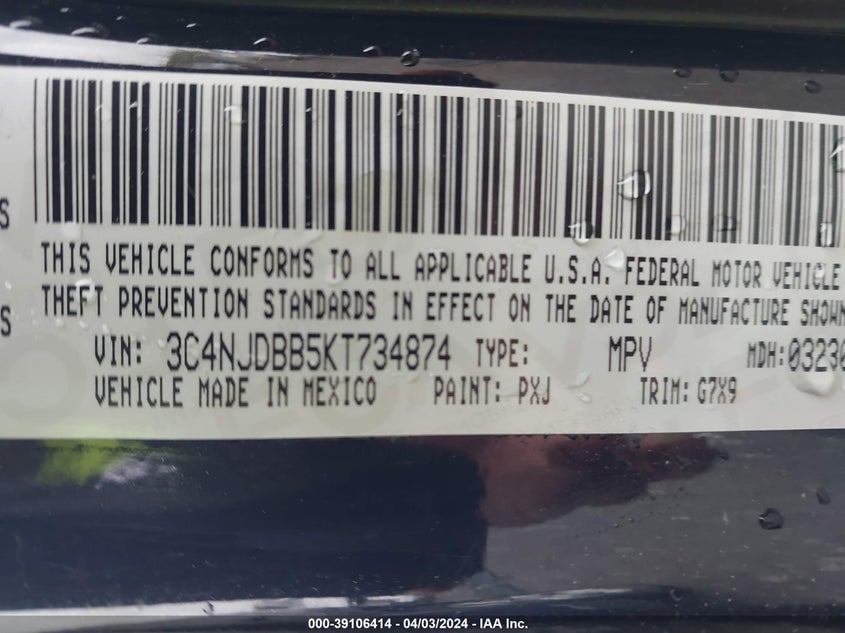 S
THIS VEHICLE CONFORMS TO ALL APPLICABLE U.S.A. FEDERAL MOTOR VEHICLE
THEFT PREVENTION STANDARDS IN EFFECT ON THE DATE OF MANUFACTURE SHOWN
S
VIN: 3C4NJDBB5KT734874 TYPE: MPV MDH: 03230
VEHICLE MADE IN MEXICO PAINT: PXJ TRIM: G7X9
000-39106414 - 04/03/2024 - IAA Inc.